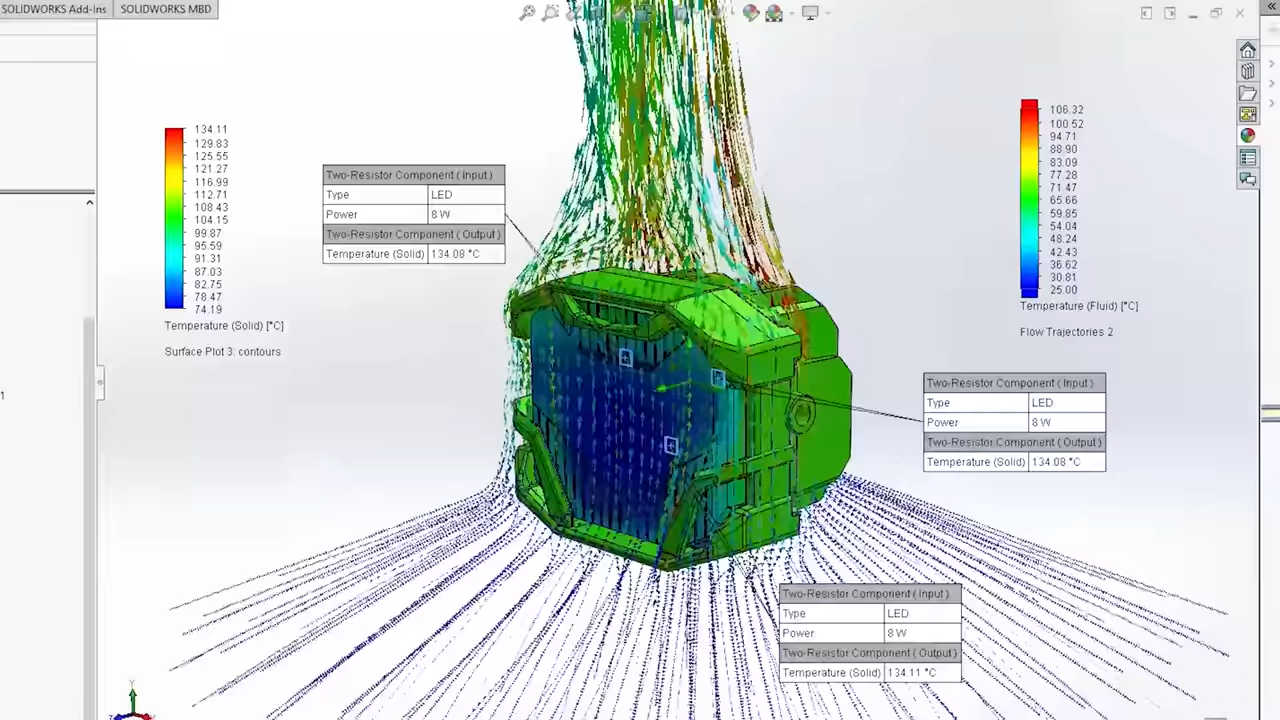 SOLIDWORKS Add-Ins
SOLIDWORKS MBD
134.11
129.83
125.55
121.27
116.99
112.71
108.43
104.15
99.87
95.59
91.31
87.03
82.75
78.47
74.19
Temperature (Solid) [°C]
Surface Plot 3: contours
Two-Resistor Component ( Input )
Type LED
Power 8 W
Two-Resistor Component ( Output )
Temperature (Solid) 134.08 °C
106.32
100.52
94.71
88.90
83.09
77.28
71.47
65.66
59.85
54.04
48.24
42.43
36.62
30.81
25.00
Temperature (Fluid) [°C]
Flow Trajectories 2
Two-Resistor Component ( Input )
Type LED
Power 8 W
Two-Resistor Component ( Output )
Temperature (Solid) 134.08 °C
1
Two-Resistor Component ( Input )
Type LED
Power 8 W
Two-Resistor Component ( Output )
Temperature (Solid) 134.11 °C
Y